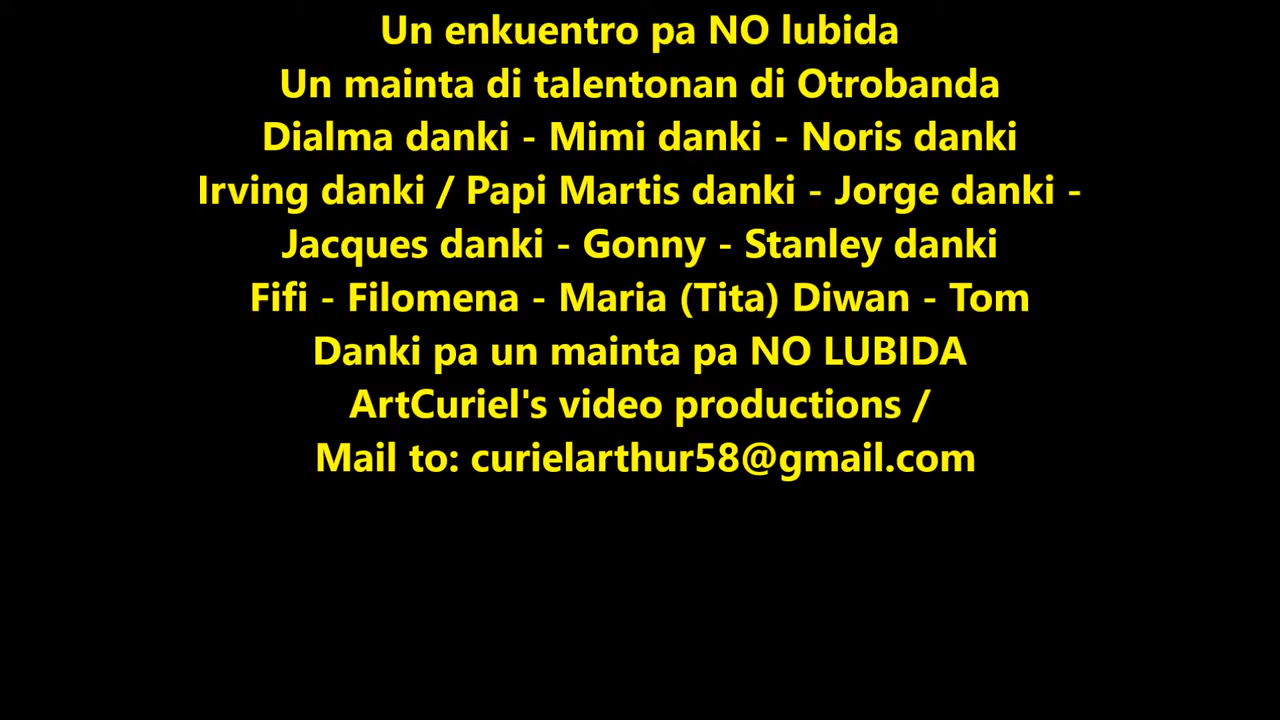 Un enkuentro pa NO lubida
Un mainta di talentonan di Otrobanda
Dialma danki - Mimi danki - Noris danki
Irving danki / Papi Martis danki - Jorge danki -
Jacques danki - Gonny - Stanley danki
Fifi - Filomena - Maria (Tita) Diwan - Tom
Danki pa un mainta pa NO LUBIDA
ArtCuriel's video productions /
Mail to: curielarthur58@gmail.com